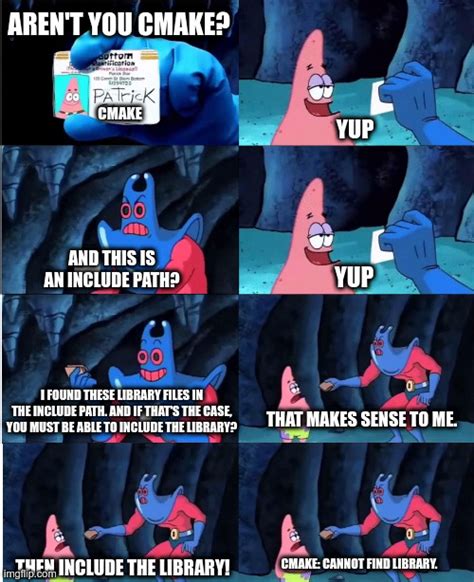 AREN'T YOU CMAKE?
PATRICK
CMAKE
YUP
AND THIS IS
AN INCLUDE PATH?
YUP
I FOUND THESE LIBRARY FILES IN
THE INCLUDE PATH. AND IF THAT'S THE CASE,
YOU MUST BE ABLE TO INCLUDE THE LIBRARY?
THAT MAKES SENSE TO ME.
THEN INCLUDE THE LIBRARY!
CMAKE: CANNOT FIND LIBRARY.
imgflip.com